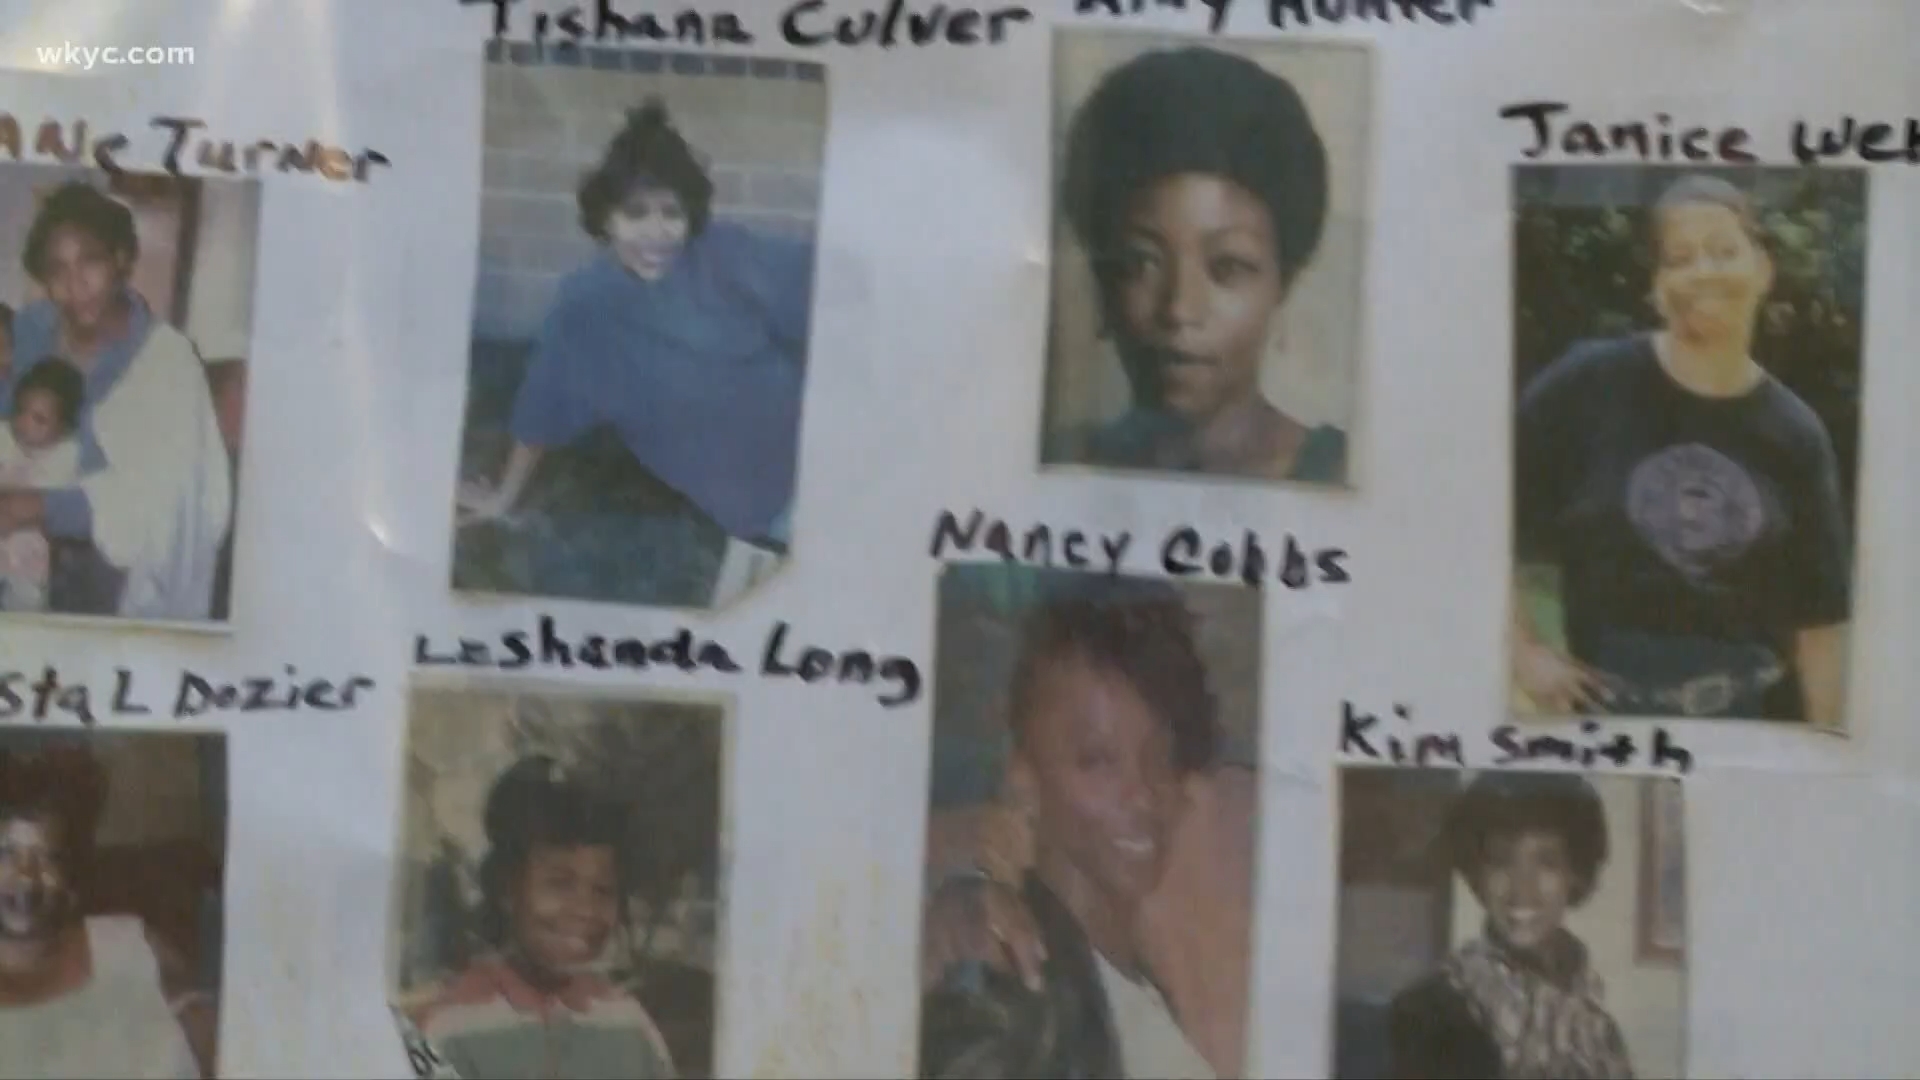 wkyc.com
Tishana Culver
Turner
Janice
Nancy Cobbs
Leshanda Long
L Dozier
Kim Smith